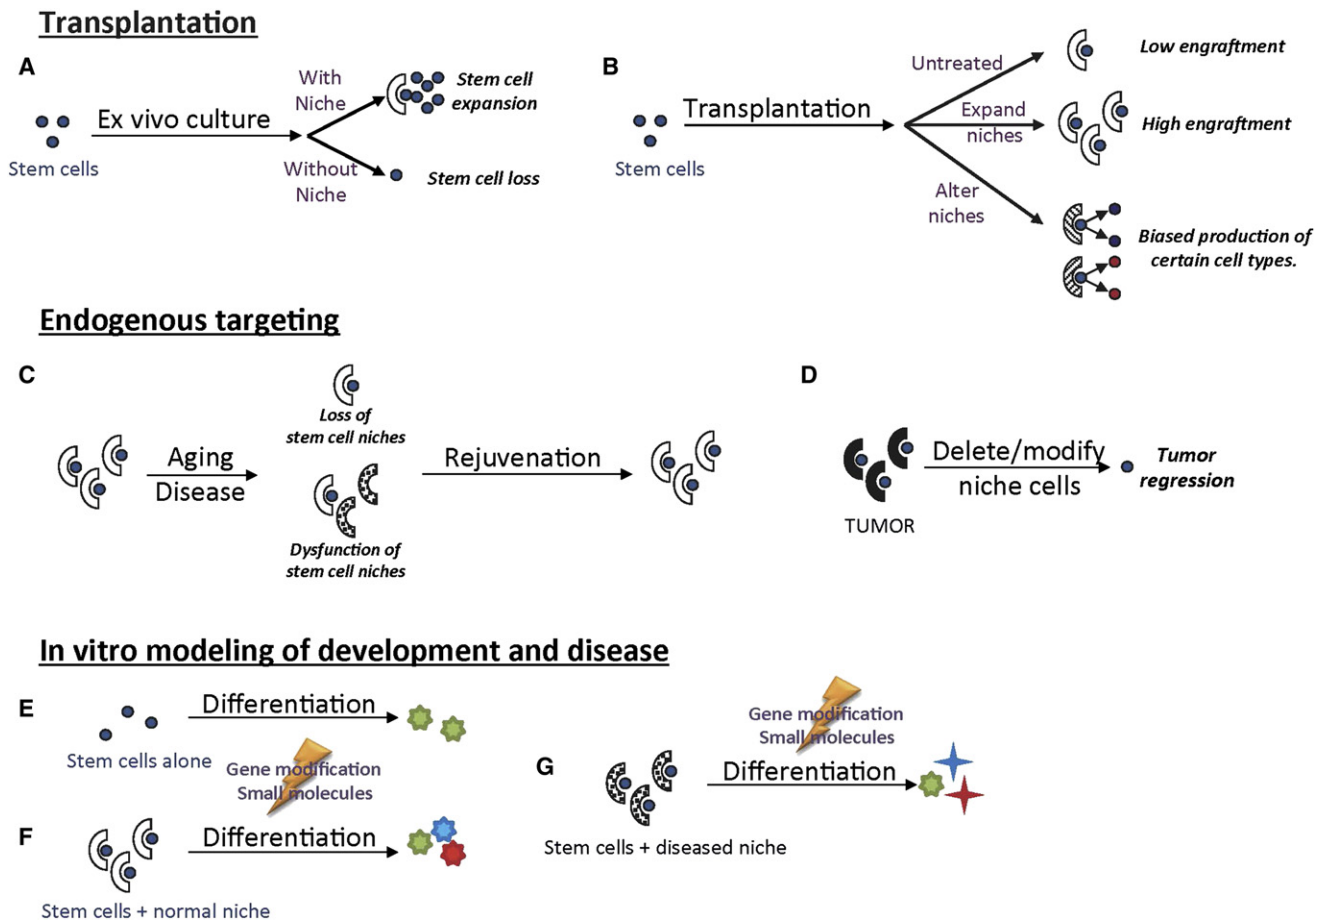 Transplantation
A
Stem cells
Ex vivo culture
With
Niche
Without
Niche
Stem cell
expansion
Stem cell loss
B
Stem cells
Transplantation
Untreated
Expand
niches
Alter
niches
Low engraftment
High engraftment
Biased production of
certain cell types.
Endogenous targeting
C
Aging
Disease
Loss of
stem cell niches
Dysfunction of
stem cell niches
Rejuvenation
D
TUMOR
Delete/modify
niche cells
Tumor
regression
In vitro modeling of development and disease
E
Stem cells alone
Differentiation
Gene modification
Small molecules
F
Stem cells + normal niche
Differentiation
G
Stem cells + diseased niche
Gene modification
Small molecules
Differentiation